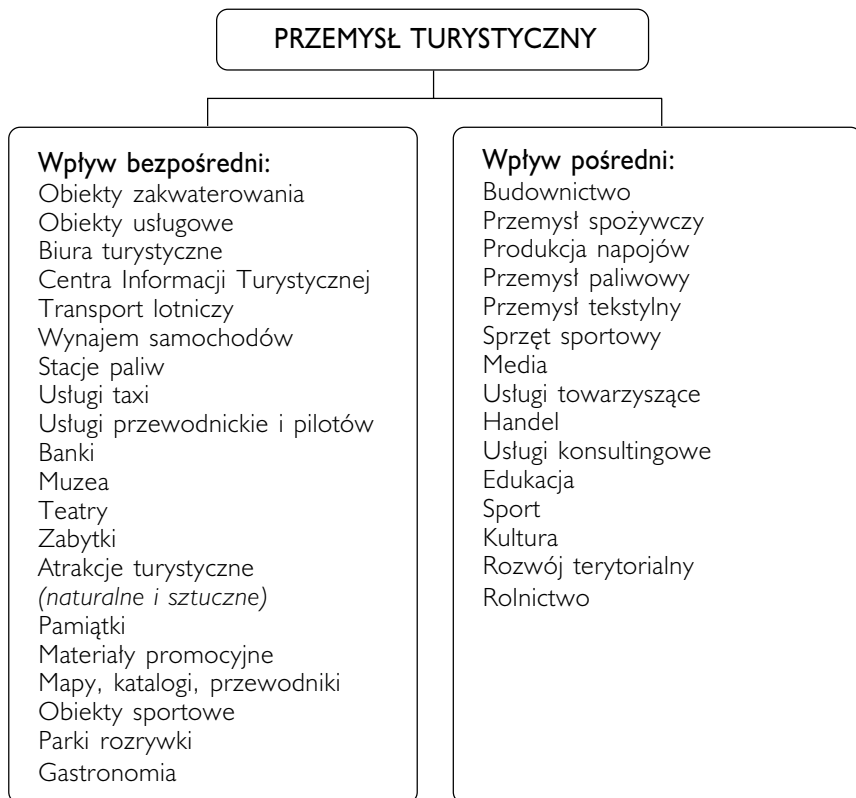 PRZEMYSŁ TURYSTYCZNY
Wpływ bezpośredni:
Obiekty zakwaterowania
Obiekty usługowe
Biura turystyczne
Centra Informacji Turystycznej
Transport lotniczy
Wynajem samochodów
Stacje paliw
Usługi taxi
Usługi przewodnickie i pilotów
Banki
Muzea
Teatry
Zabytki
Atrakcje turystyczne
(naturalne i sztuczne)
Pamiątki
Materiały promocyjne
Mapy, katalogi, przewodniki
Obiekty sportowe
Parki rozrywki
Gastronomia
Wpływ pośredni:
Budownictwo
Przemysł spożywczy
Produkcja napojów
Przemysł paliwowy
Przemysł tekstylny
Sprzęt sportowy
Media
Usługi towarzyszące
Handel
Usługi konsultingowe
Edukacja
Sport
Kultura
Rozwój terytorialny
Rolnictwo